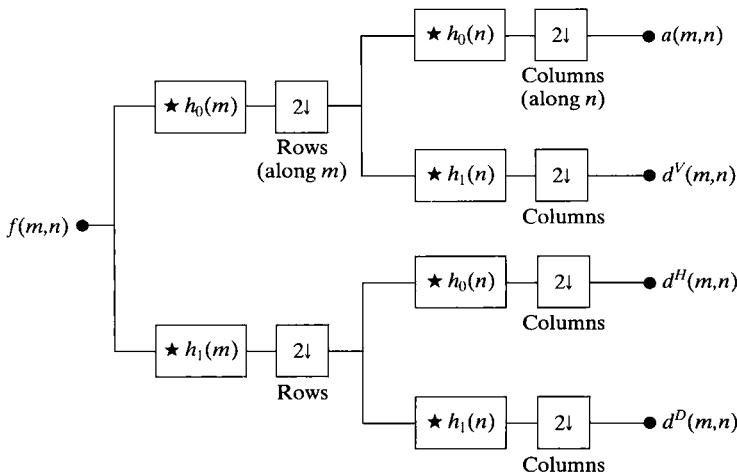 ★ h₀(n)
2↓
a(m,n)
Columns
(along n)
★ h₀(m)
2↓
Rows
(along m)
★ h₁(n)
2↓
dⱽ(m,n)
Columns
f(m,n)
★ h₀(n)
2↓
dᴴ(m,n)
Columns
★ h₁(m)
2↓
Rows
★ h₁(n)
2↓
dᴰ(m,n)
Columns